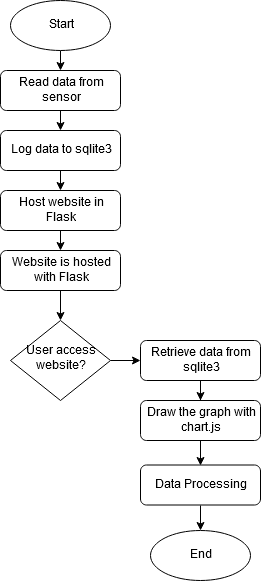 Start
Read data from
sensor
Log data to sqlite3
Host website in
Flask
Website is hosted
with Flask
User access
website?
Retrieve data from
sqlite3
Draw the graph with
chart.js
Data Processing
End